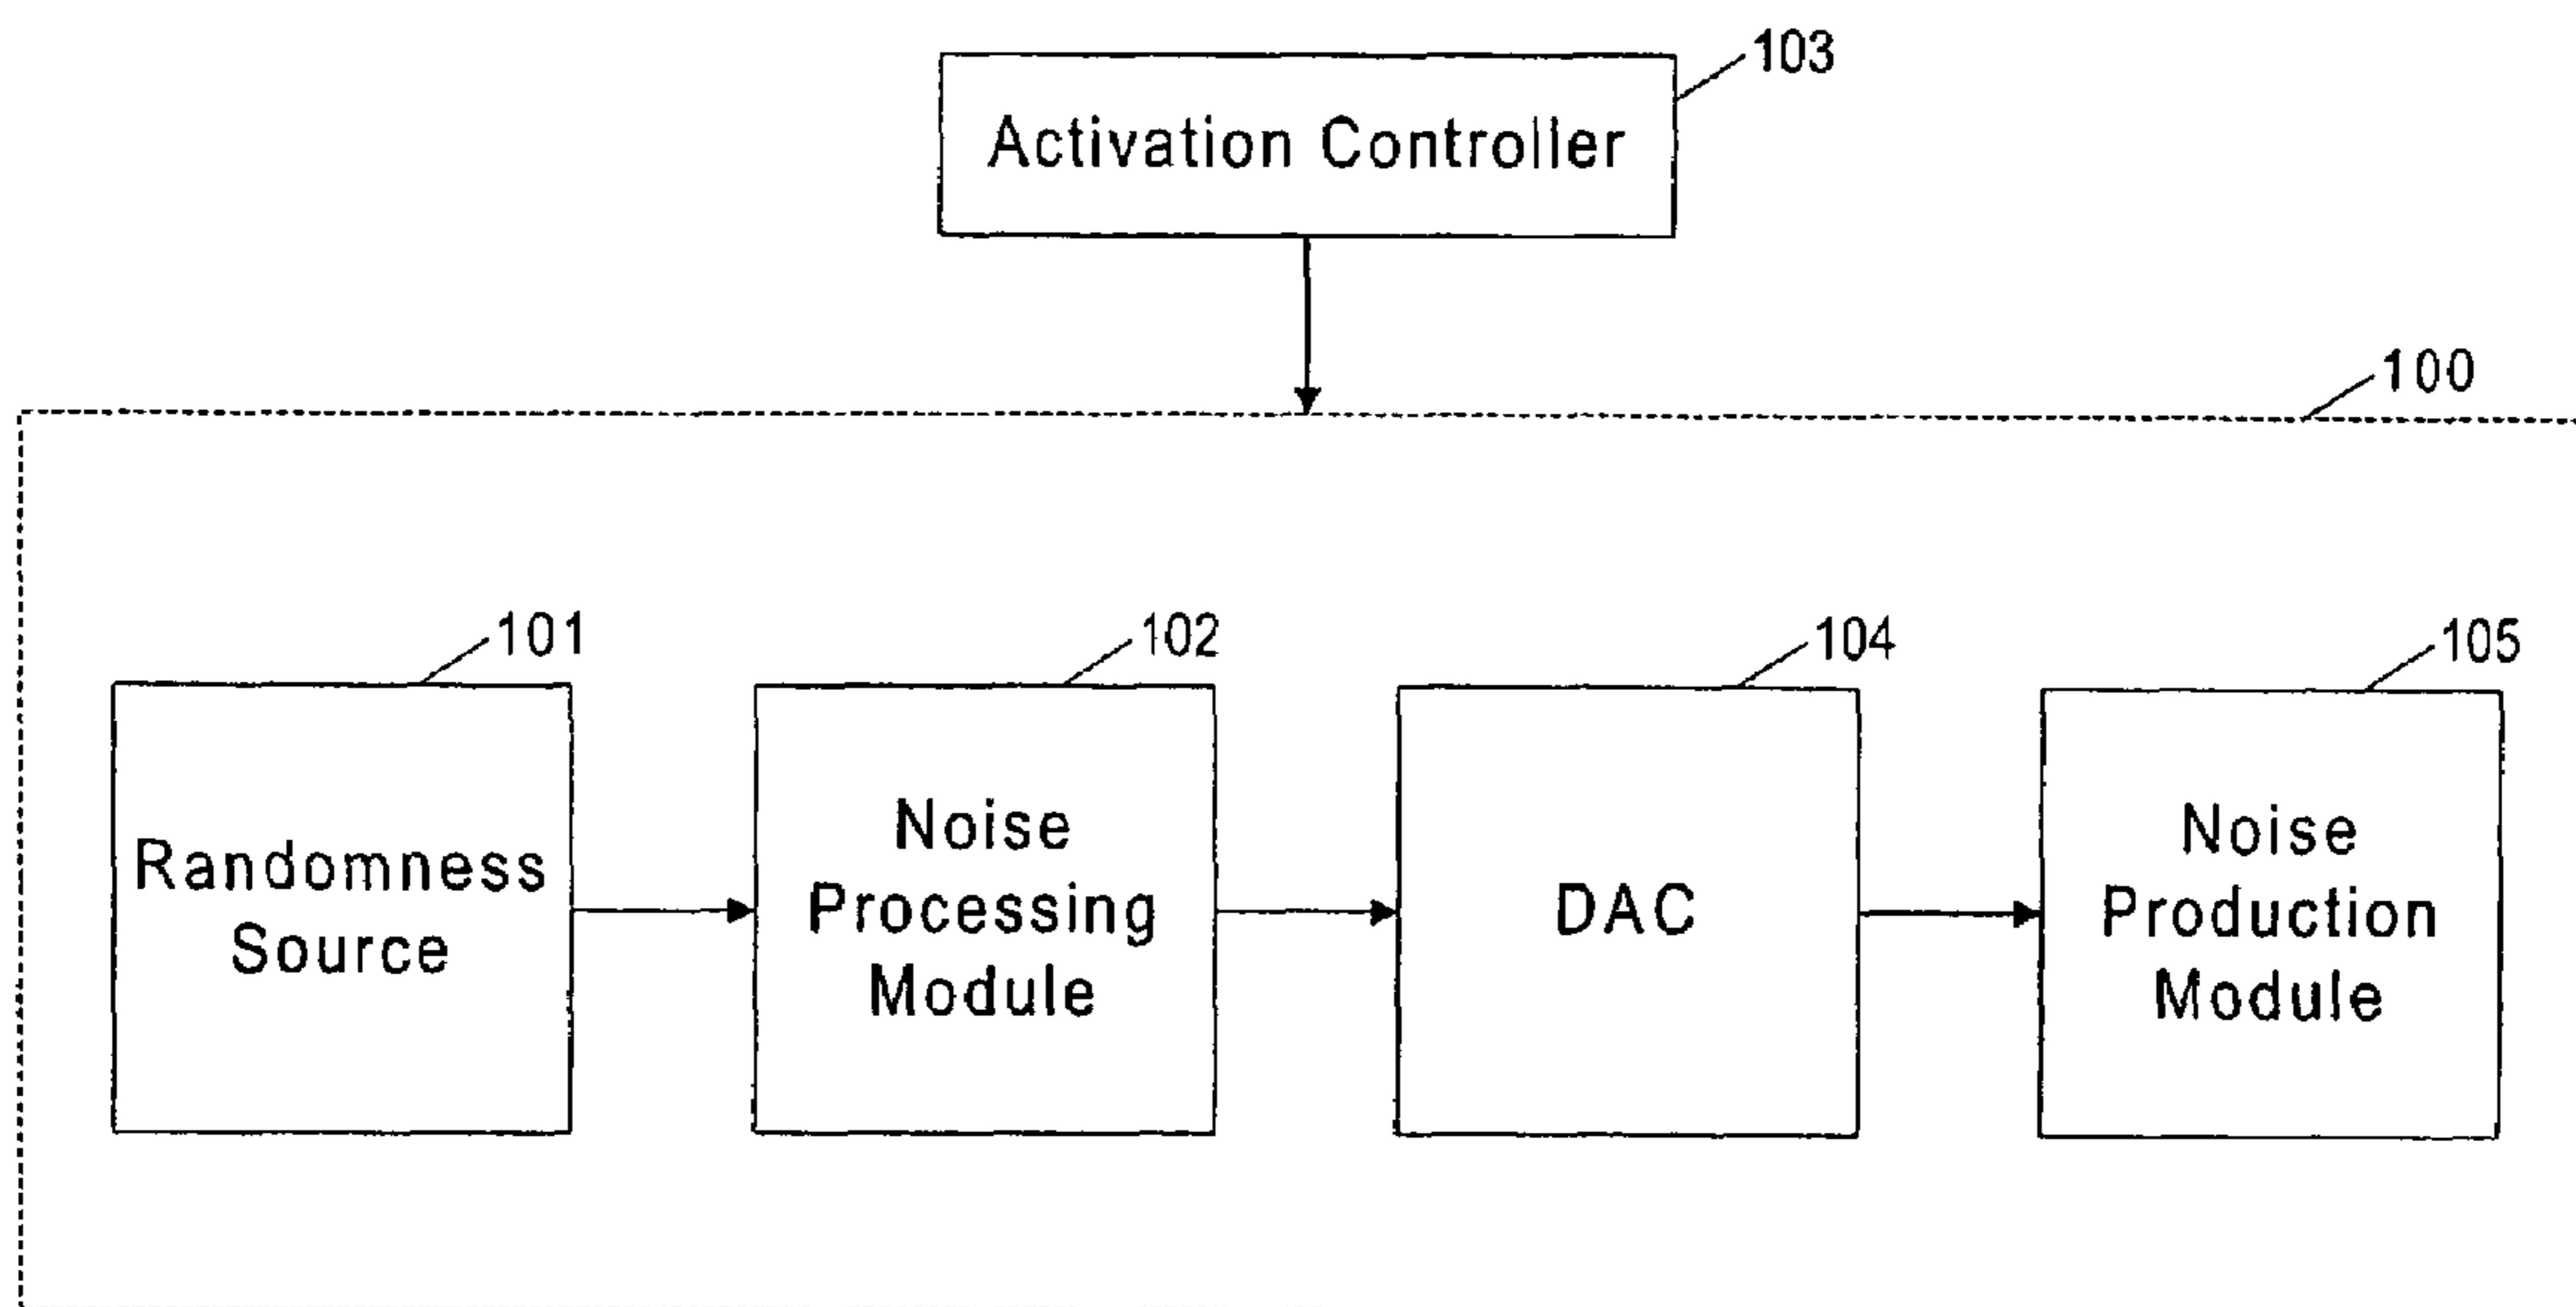 103
Activation Controller
100
101
102
104
105
Randomness
Source
Noise
Processing
Module
DAC
Noise
Production
Module